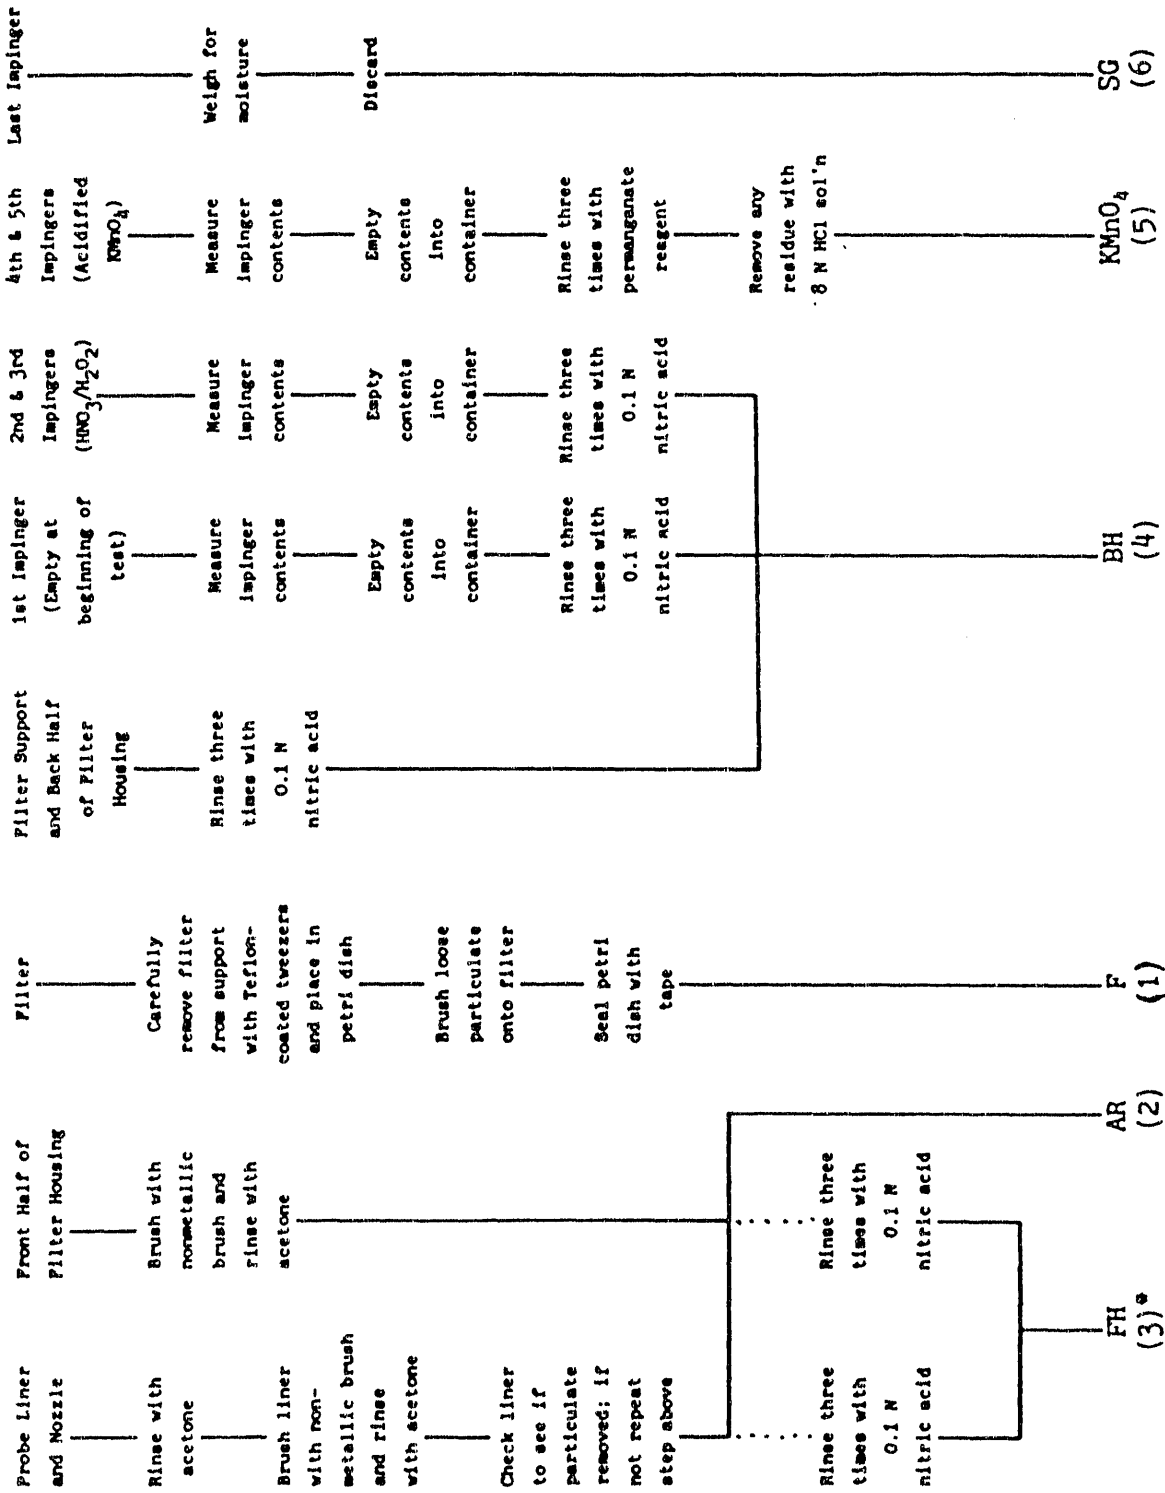 Probe Liner
and Nozzle
Rinse with
acetone
Brush liner
with non-
metallic brush
and rinse
with acetone
Check liner
to see if
particulate
removed; if
not repeat
step above
Rinse three
times with
0.1 N
nitric acid
FH
(3)*
Front Half of
Filter Housing
Brush with
nonmetallic
brush and
rinse with
acetone
Rinse three
times with
0.1 N
nitric acid
AR
(2)
Filter
Carefully
remove filter
from support
with Teflon-
coated tweezers
and place in
petri dish
Brush loose
particulate
onto filter
Seal petri
dish with
tape
F
(1)
Filter Support
and Back Half
of Filter
Housing
Rinse three
times with
0.1 N
nitric acid
1st Impinger
(Empty at
beginning of
test)
Measure
impinger
contents
Empty
contents
into
container
Rinse three
times with
0.1 N
nitric acid
BH
(4)
2nd & 3rd
Impingers
(HNO3/H2O2)
Measure
impinger
contents
Empty
contents
into
container
Rinse three
times with
0.1 N
nitric acid
4th & 5th
Impingers
(Acidified
KMnO4)
Measure
impinger
contents
Empty
contents
into
container
Rinse three
times with
permanganate
reagent
Remove any
residue with
8 N HCl sol'n
KMnO4
(5)
Last Impinger
Weigh for
moisture
Discard
SG
(6)